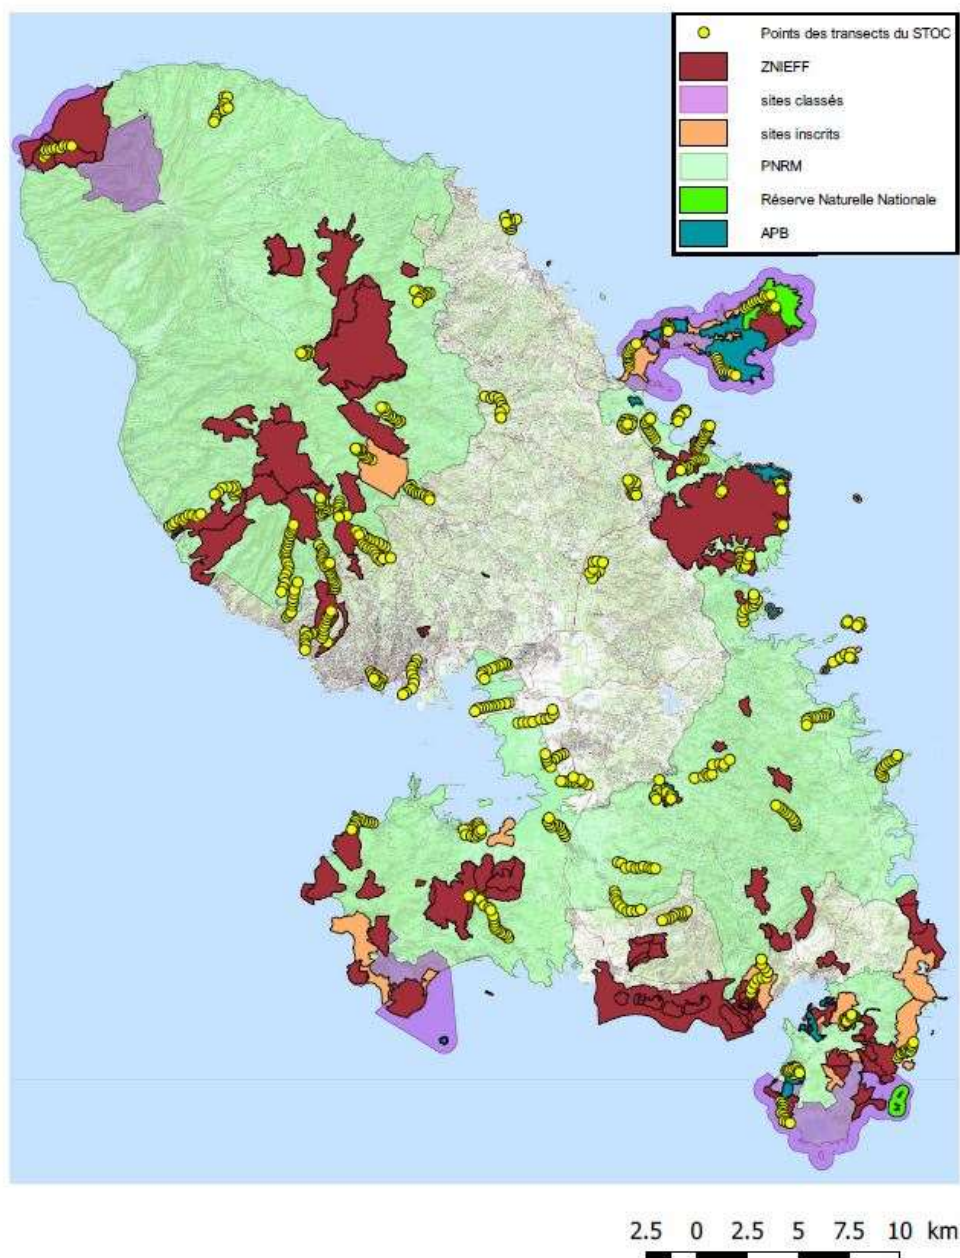 Points des transects du STOC
ZNIEFF
sites classés
sites inscrits
PNRM
Réserve Naturelle Nationale
APB
2.5 0 2.5 5 7.5 10 km